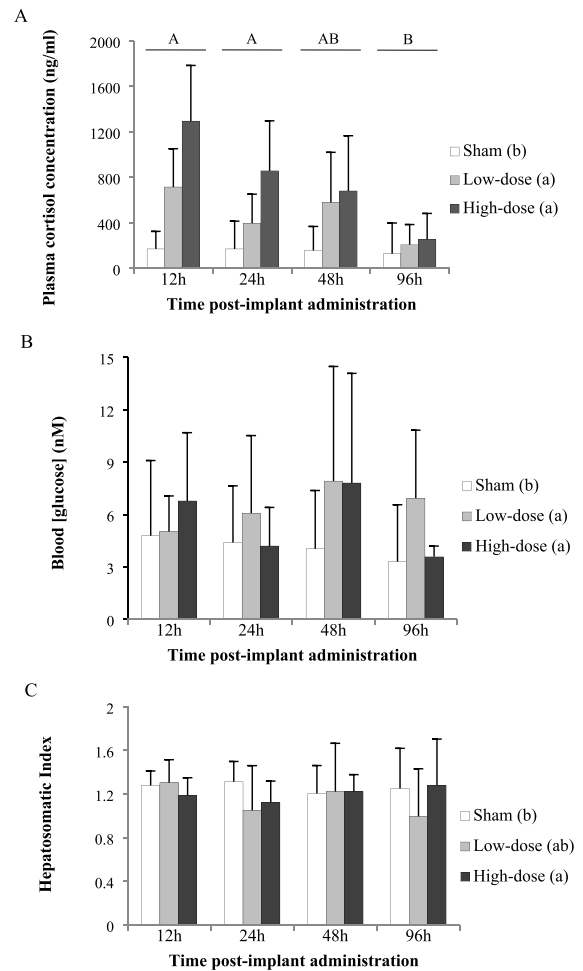 A
Plasma cortisol concentration (ng/ml)
2000
1600
1200
800
400
0
A
A
AB
B
12h
24h
48h
96h
Time post-implant administration
Sham (b)
Low-dose (a)
High-dose (a)
B
Blood [glucose] (nM)
15
12
9
6
3
0
12h
24h
48h
96h
Time post-implant administration
Sham (b)
Low-dose (a)
High-dose (a)
C
Hepatosomatic Index
2
1.6
1.2
0.8
0.4
0
12h
24h
48h
96h
Time post-implant administration
Sham (b)
Low-dose (ab)
High-dose (a)